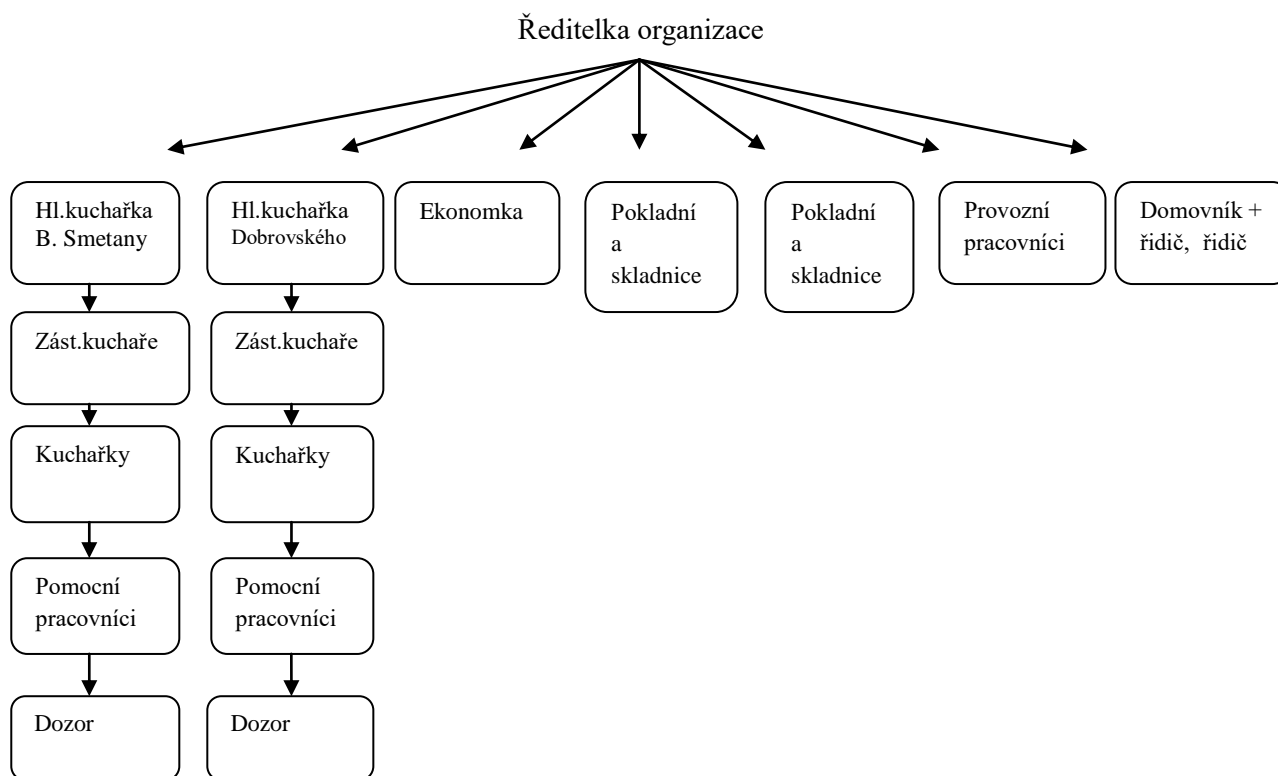 Ředitelka organizace
Hl.kuchařka
B. Smetany
Hl.kuchařka
Dobrovského
Ekonomka
Pokladní
a
skladnice
Pokladní
a
skladnice
Provozní
pracovníci
Domovník +
řidič, řidič
Zást.kuchaře
Zást.kuchaře
Kuchařky
Kuchařky
Pomocní
pracovníci
Pomocní
pracovníci
Dozor
Dozor